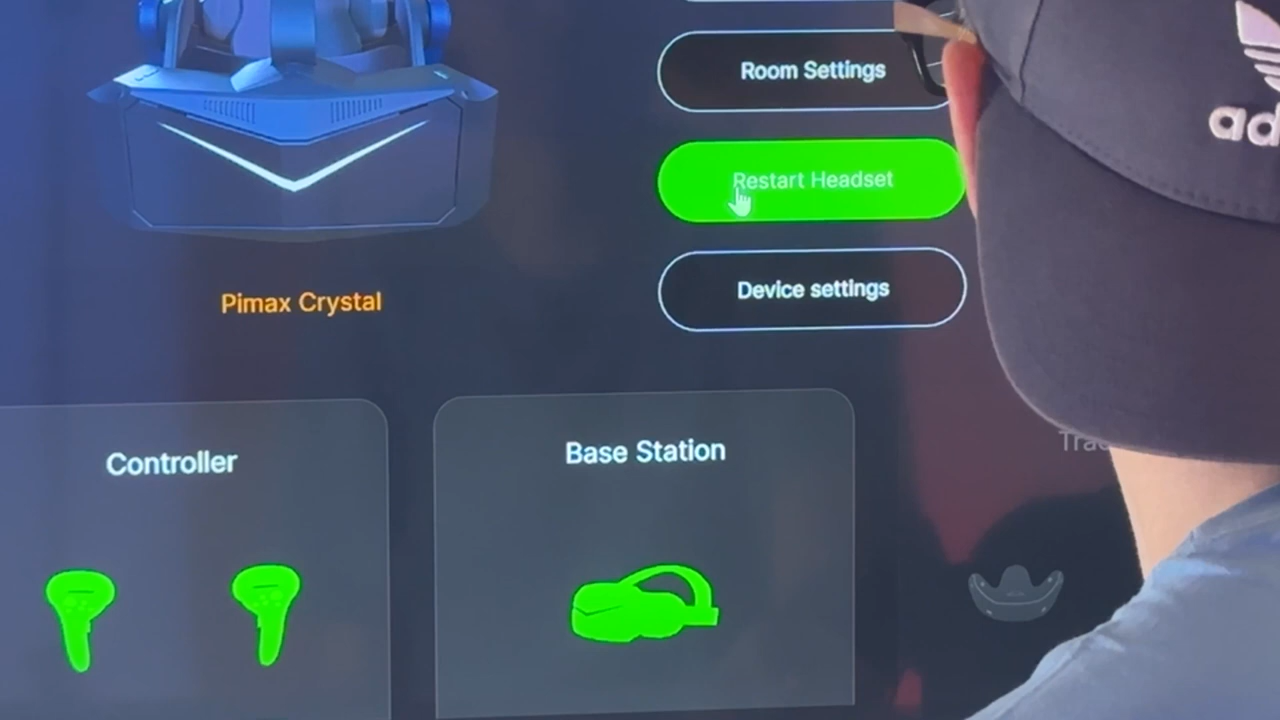 Room Settings
Restart Headset
Device settings
Pimax Crystal
Controller
Base Station